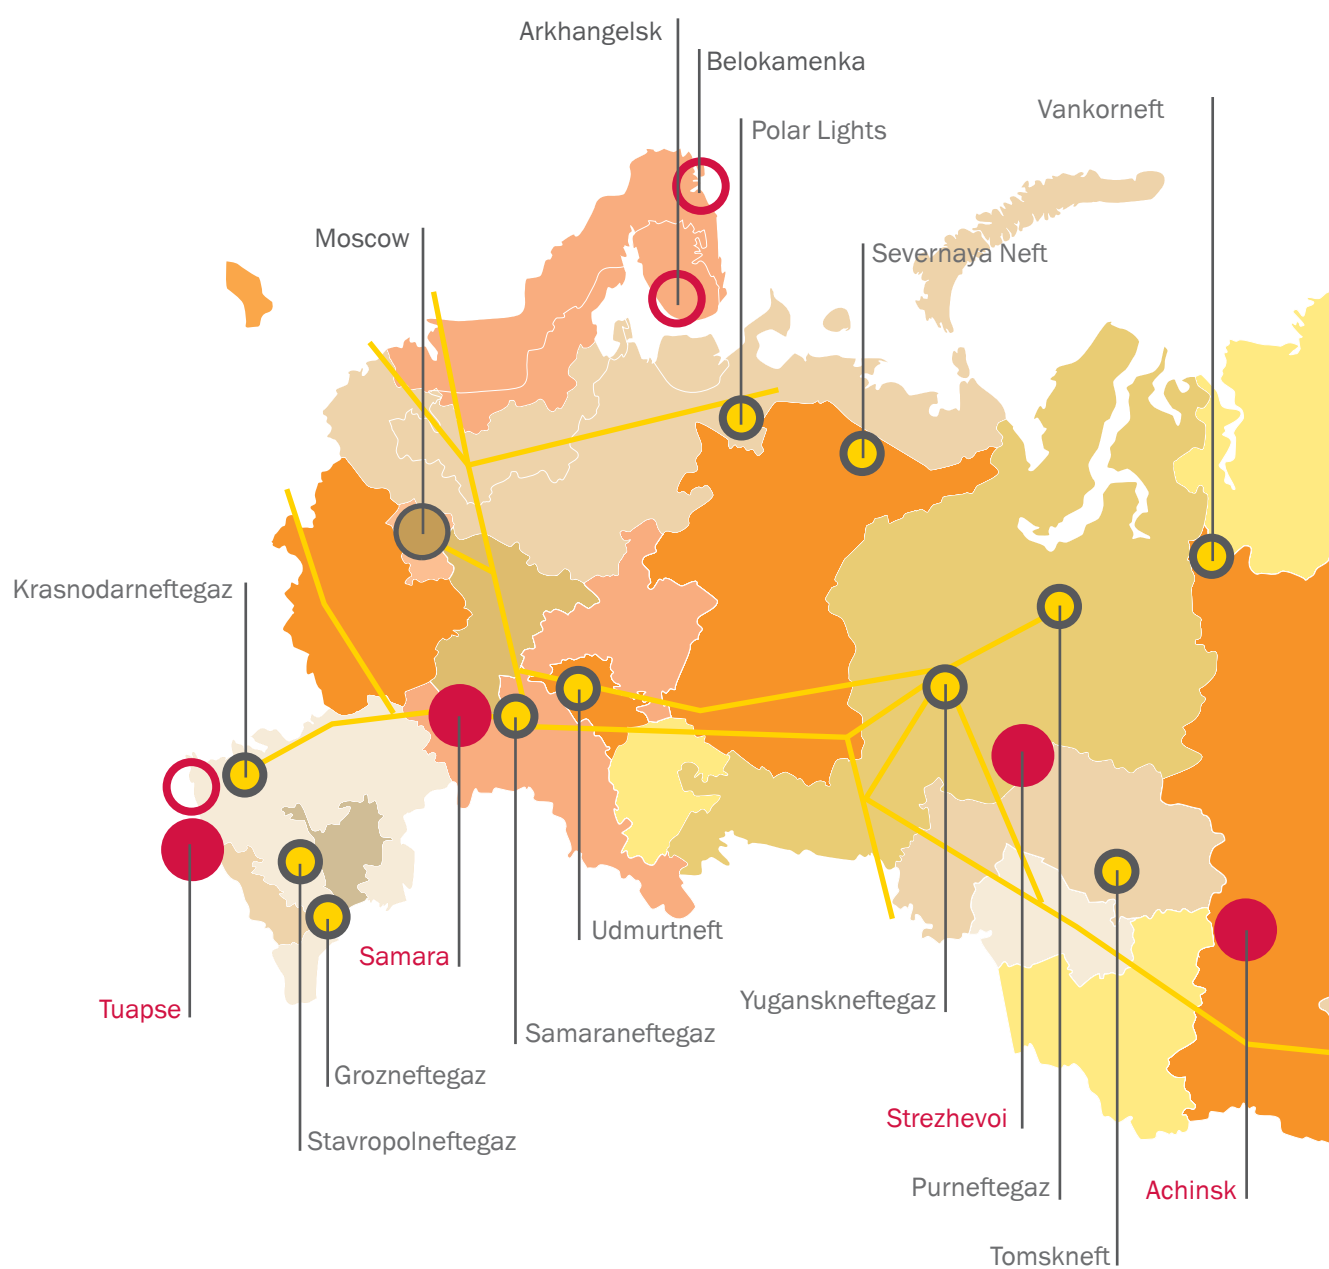 Arkhangelsk
Belokamenka
Vankorneft
Polar Lights
Moscow
Severnaya Neft
Krasnodarneftegaz
Udmurtneft
Samara
Yuganskneftegaz
Tuapse
Samaraneftegaz
Grozneftegaz
Strezhevoi
Stavropolneftegaz
Purneftegaz
Achinsk
Tomskneft